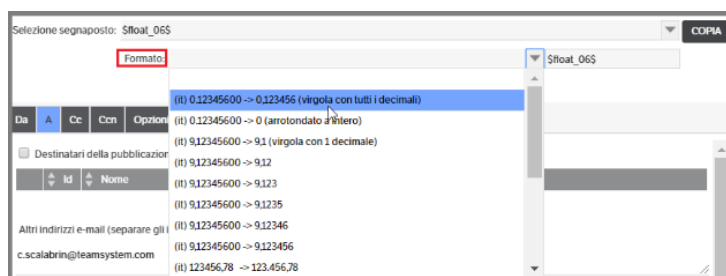 Selezione segnaposto: $float_06$ COPIA
Formato: $float_06$
(it) 0.12345600 -> 0,123456 (virgola con tutti i decimali)
(it) 0.12345600 -> 0 (arrotondato a intero)
Da A Cc Ccn Opzioni
(it) 9,12345600 -> 9,1 (virgola con 1 decimale)
Destinatari della pubblicazion
(it) 9,12345600 -> 9,12
Id Nome
(it) 9,12345600 -> 9,123
(it) 9,12345600 -> 9,1235
Altri indirizzi e-mail (separare gli i
(it) 9,12345600 -> 9,12346
(it) 9,12345600 -> 9,123456
c.scalabrin@teamsystem.com
(it) 123456,78 -> 123.456,78